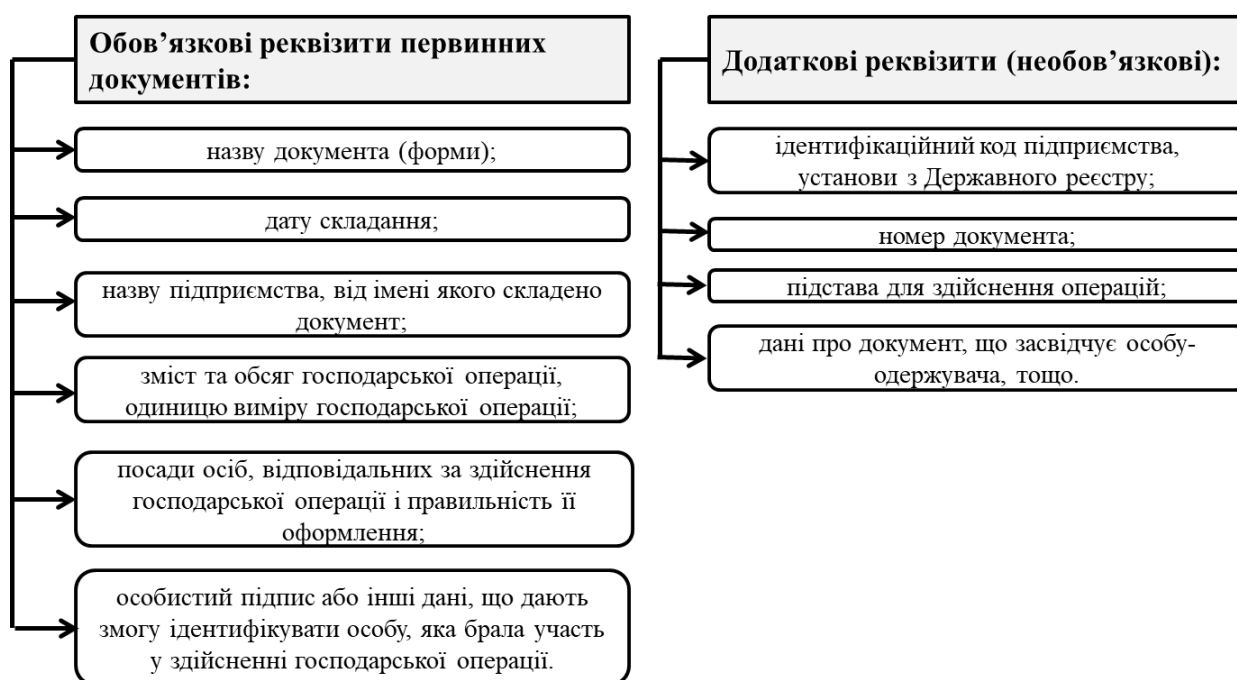 Обов’язкові реквізити первинних
документів:
назву документа (форми);
дату складання;
назву підприємства, від імені якого складено
документ;
зміст та обсяг господарської операції,
одиницю виміру господарської операції;
посади осіб, відповідальних за здійснення
господарської операції і правильність її
оформлення;
особистий підпис або інші дані, що дають
змогу ідентифікувати особу, яка брала участь
у здійсненні господарської операції.
Додаткові реквізити (необов’язкові):
ідентифікаційний код підприємства,
установи з Державного реєстру;
номер документа;
підстава для здійснення операцій;
дані про документ, що засвідчує особу-
одержувача, тощо.